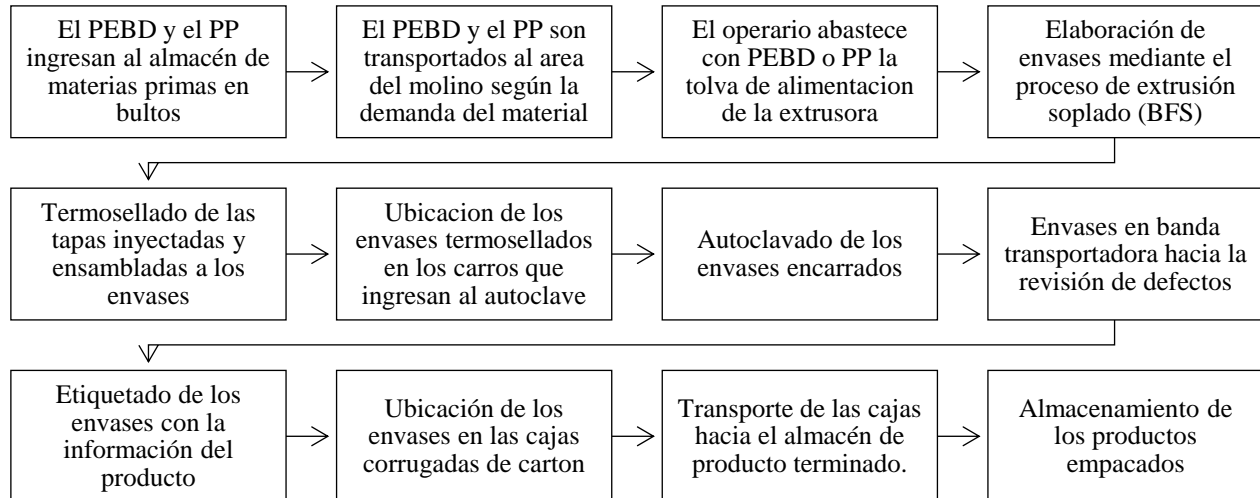 El PEBD y el PP
ingresan al almacén de
materias primas en
bultos
El PEBD y el PP son
transportados al area
del molino según la
demanda del material
El operario abastece
con PEBD o PP la
tolva de alimentacion
de la extrusora
Elaboración de
envases mediante el
proceso de extrusión
soplado (BFS)
Termosellado de las
tapas inyectadas y
ensambladas a los
envases
Ubicacion de los
envases termosellados
en los carros que
ingresan al autoclave
Autoclavado de los
envases encarrados
Envases en banda
transportadora hacia la
revisión de defectos
Etiquetado de los
envases con la
información del
producto
Ubicación de los
envases en las cajas
corrugadas de carton
Transporte de las cajas
hacia el almacén de
producto terminado.
Almacenamiento de
los productos
empacados